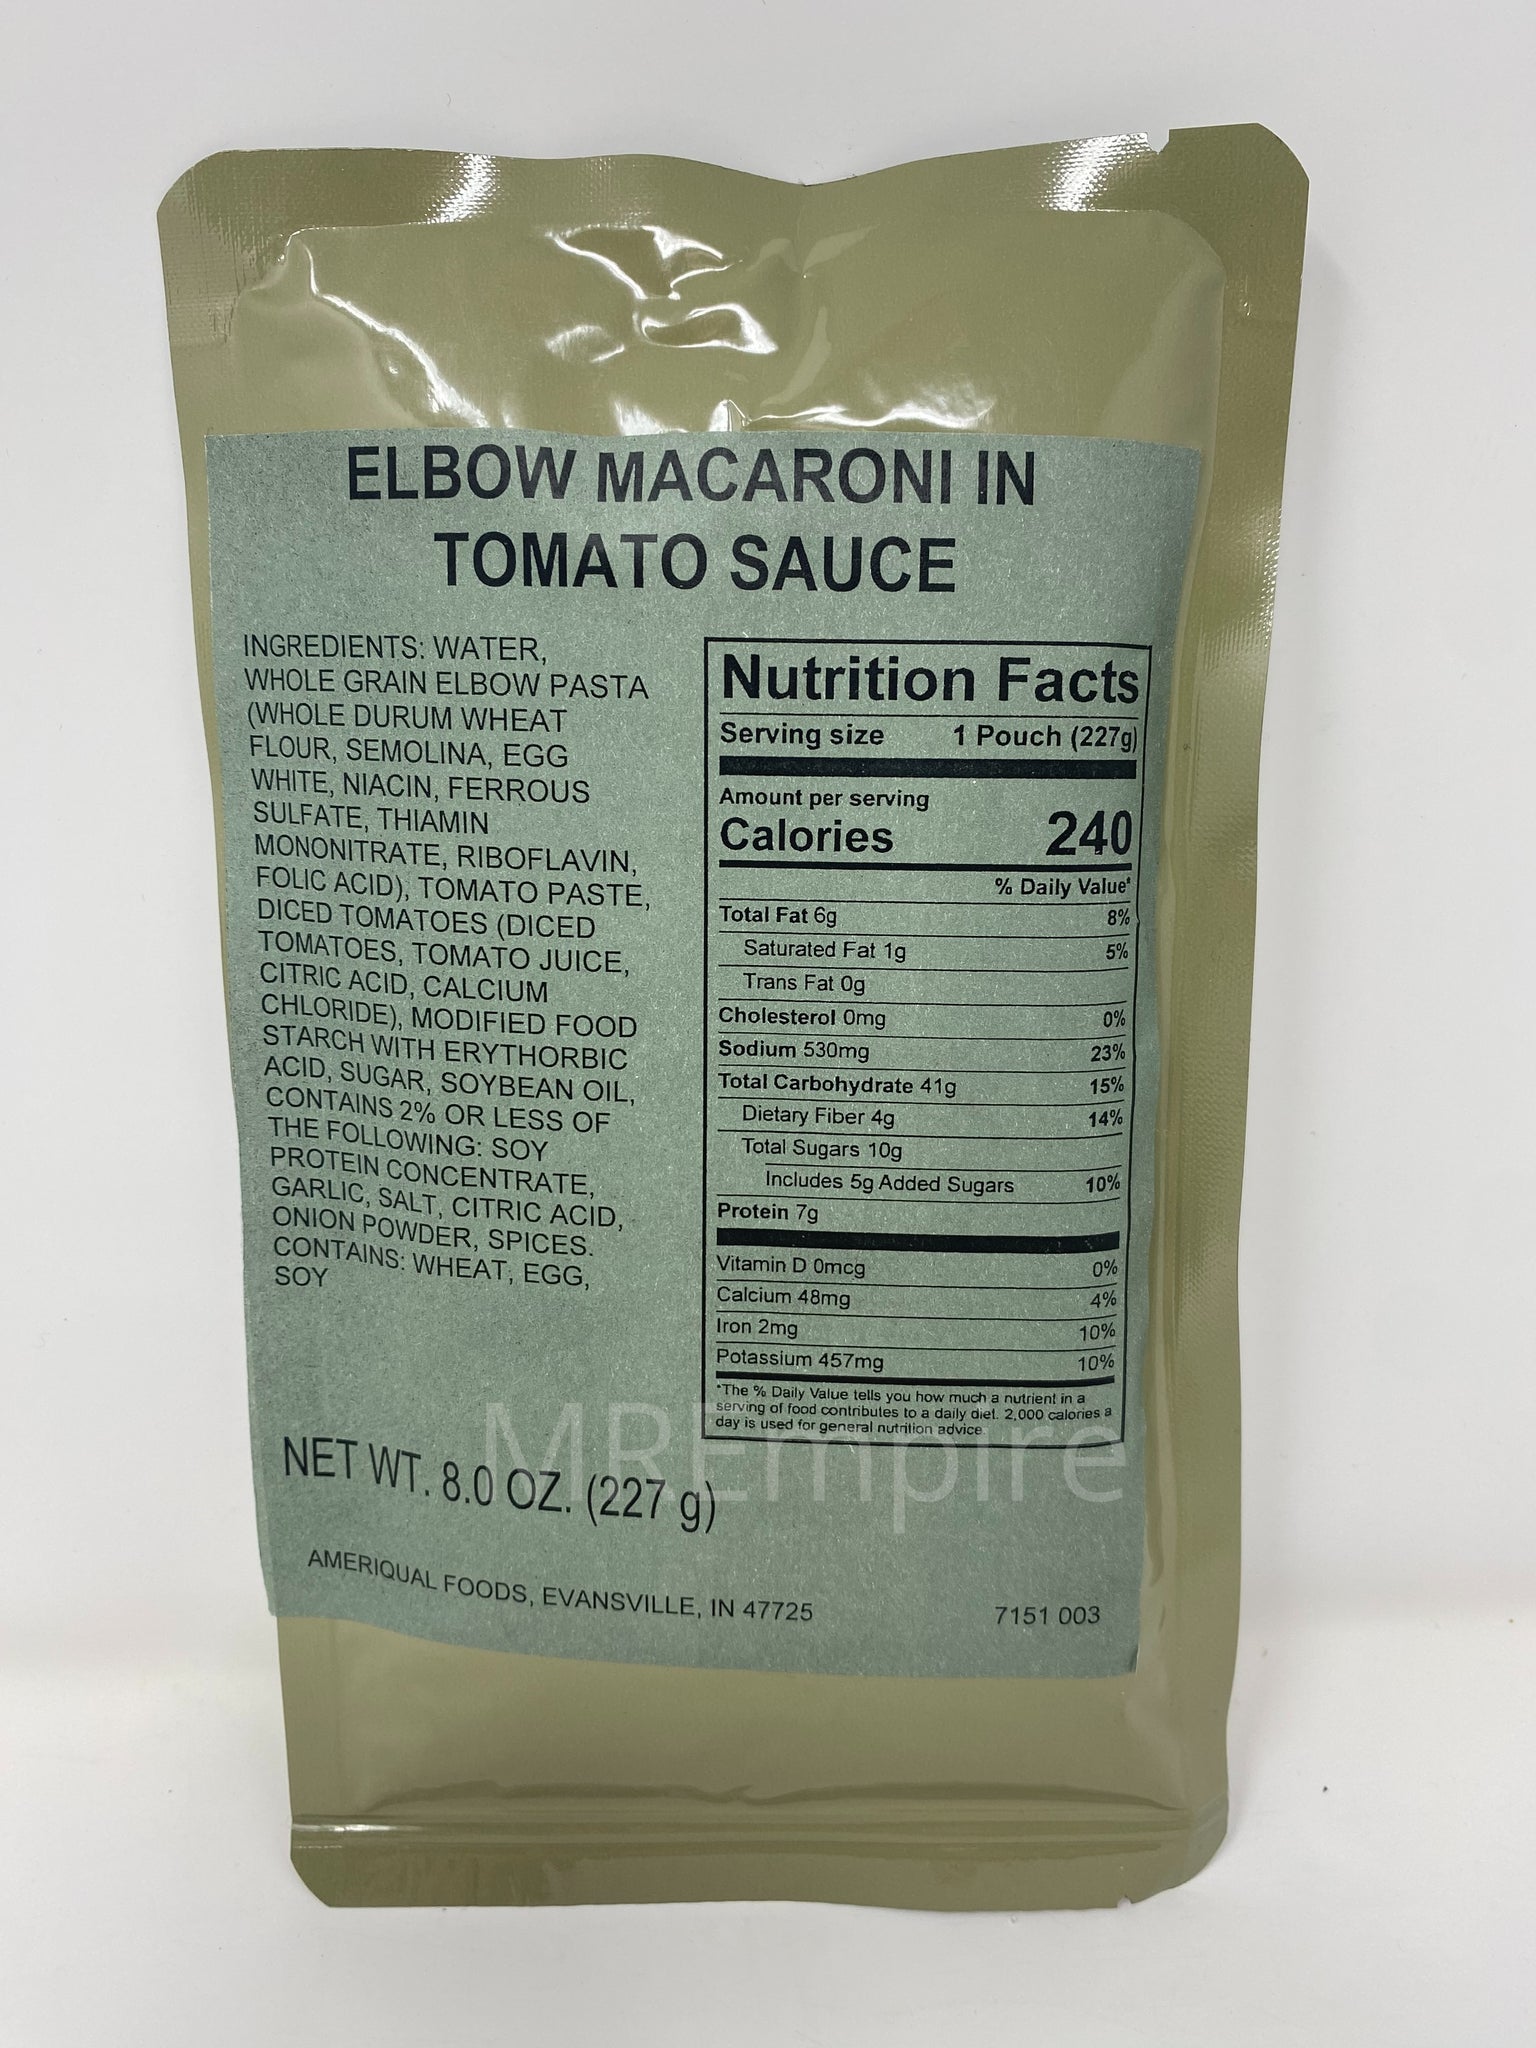 ELBOW MACARONI IN
TOMATO SAUCE
INGREDIENTS: WATER,
WHOLE GRAIN ELBOW PASTA
(WHOLE DURUM WHEAT
FLOUR, SEMOLINA, EGG
WHITE, NIACIN, FERROUS
SULFATE, THIAMIN
MONONITRATE, RIBOFLAVIN,
FOLIC ACID), TOMATO PASTE,
DICED TOMATOES (DICED
TOMATOES, TOMATO JUICE,
CITRIC ACID, CALCIUM
CHLORIDE), MODIFIED FOOD
STARCH WITH ERYTHORBIC
ACID, SUGAR, SOYBEAN OIL,
CONTAINS 2% OR LESS OF
THE FOLLOWING: SOY
PROTEIN CONCENTRATE,
GARLIC, SALT, CITRIC ACID,
ONION POWDER, SPICES.
CONTAINS: WHEAT, EGG,
SOY
Nutrition Facts
Serving size 1 Pouch (227g)
Amount per serving
Calories 240
% Daily Value*
Total Fat 6g 8%
Saturated Fat 1g 5%
Trans Fat 0g
Cholesterol 0mg 0%
Sodium 530mg 23%
Total Carbohydrate 41g 15%
Dietary Fiber 4g 14%
Total Sugars 10g
Includes 5g Added Sugars 10%
Protein 7g
Vitamin D 0mcg 0%
Calcium 48mg 4%
Iron 2mg 10%
Potassium 457mg 10%
*The % Daily Value tells you how much a nutrient in a
serving of food contributes to a daily diet. 2,000 calories a
day is used for general nutrition advice.
MREmpire
NET WT. 8.0 OZ. (227 g)
AMERIQUAL FOODS, EVANSVILLE, IN 47725 7151 003